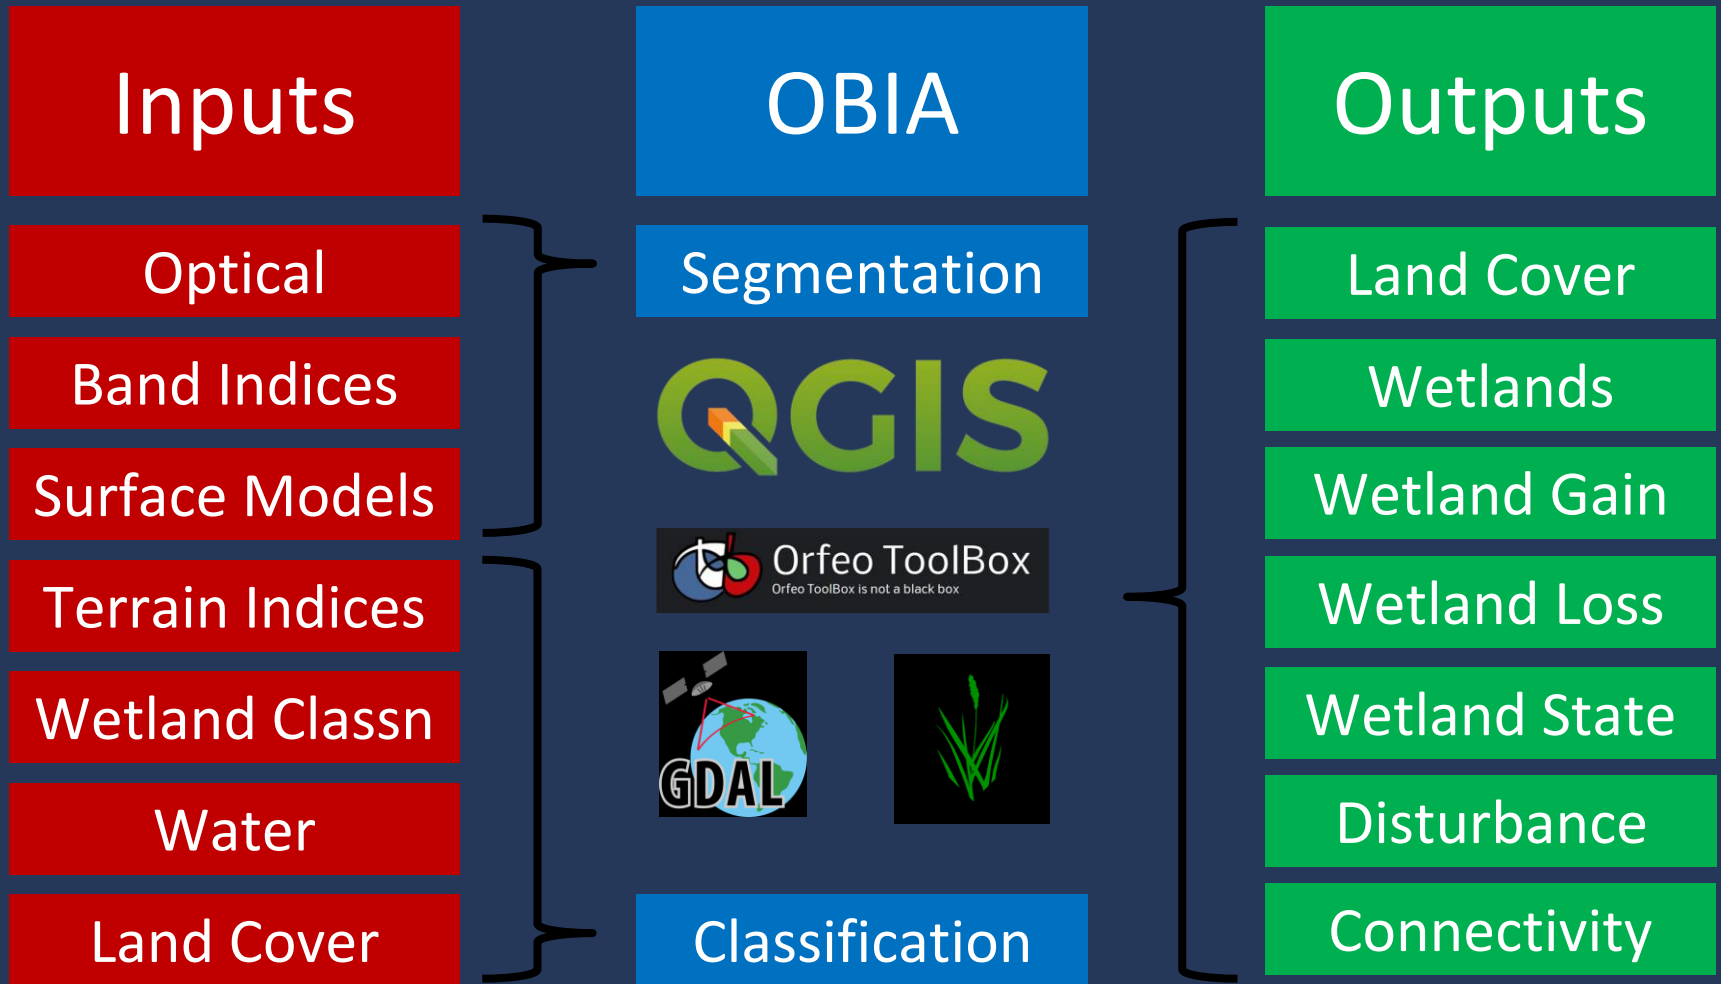 Inputs
OBIA
Outputs
Optical
Band Indices
Surface Models
Terrain Indices
Wetland Classn
Water
Land Cover
Segmentation
QGIS
Orfeo ToolBox
Orfeo ToolBox is not a black box
GDAL
Classification
Land Cover
Wetlands
Wetland Gain
Wetland Loss
Wetland State
Disturbance
Connectivity